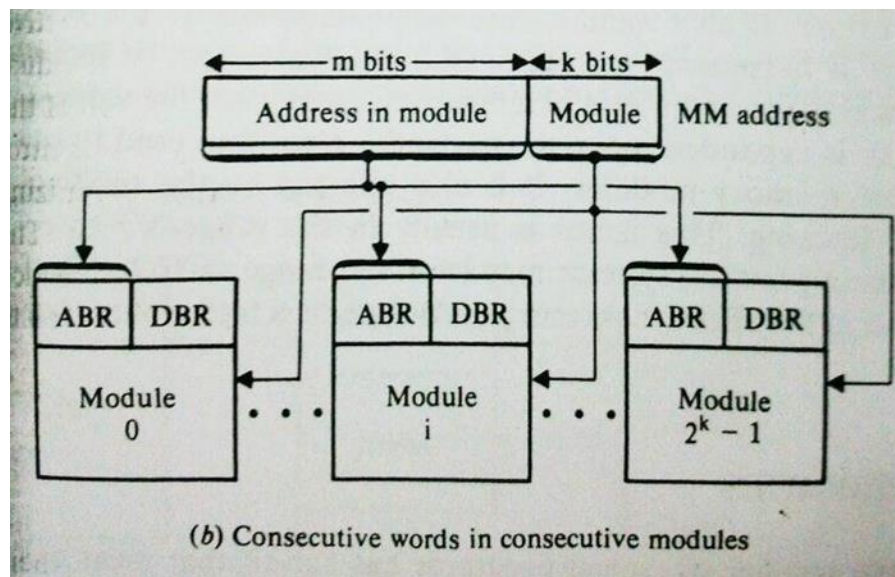 m bits k bits
Address in module Module MM address
ABR DBR ABR DBR ABR DBR
Module Module Module
0 . . . i . . . 2ᵏ − 1
(b) Consecutive words in consecutive modules